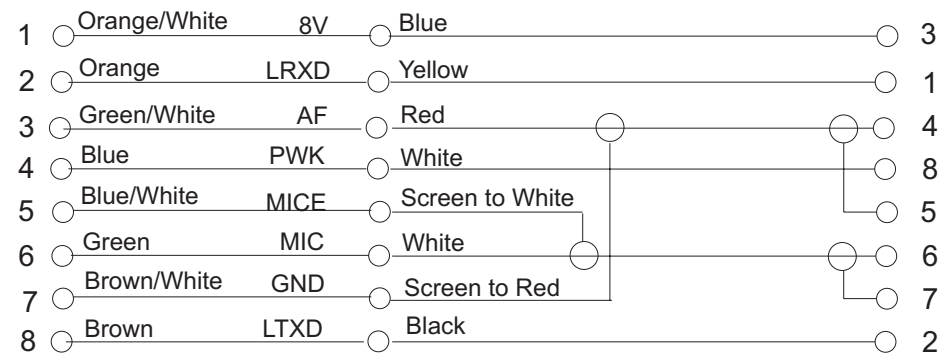 1 Orange/White 8V Blue 3
2 Orange LRXD Yellow 1
3 Green/White AF Red 4
4 Blue PWK White 8
5 Blue/White MICE Screen to White 5
6 Green MIC White 6
7 Brown/White GND Screen to Red 7
8 Brown LTXD Black 2